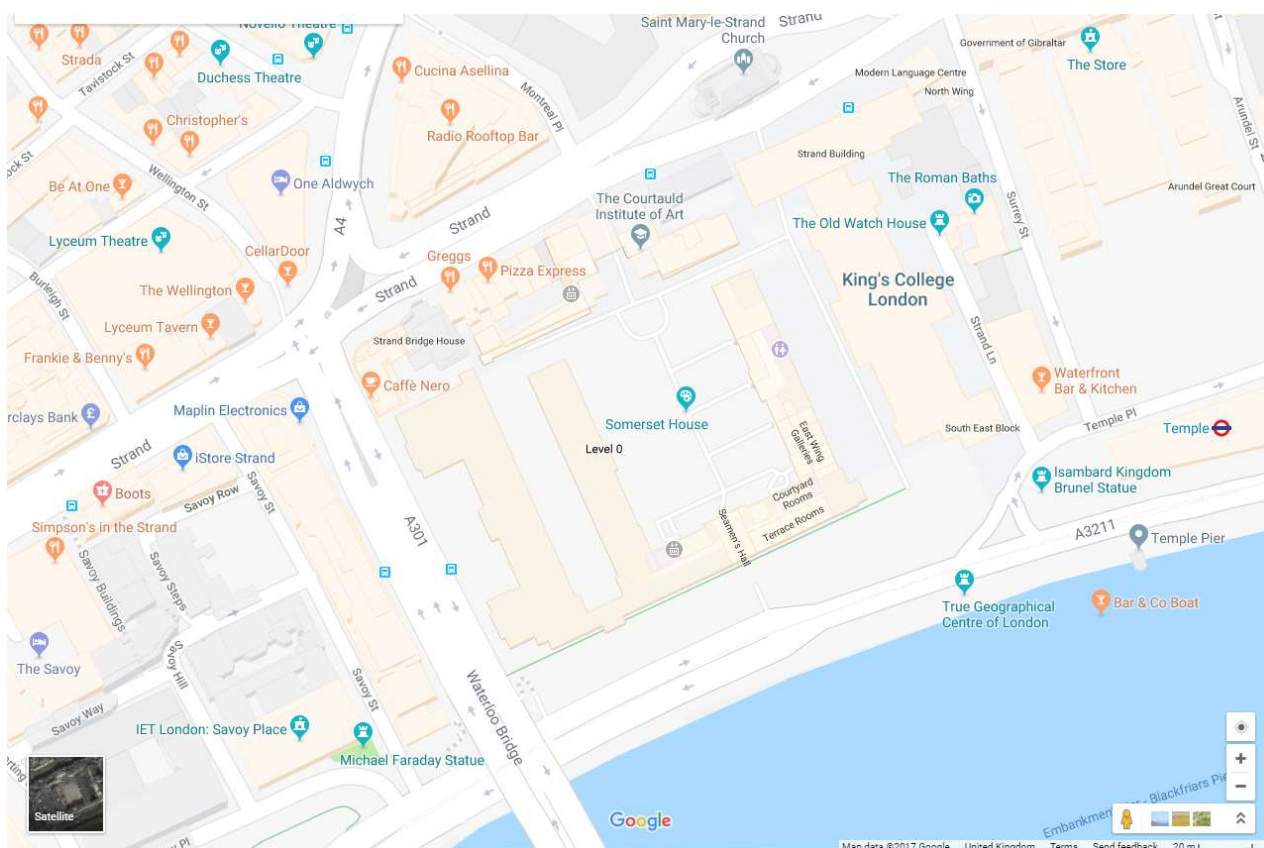 Novello Theatre
Saint Mary-le-Strand
Church
Strand
Strada
Tavistock St
Duchess Theatre
Cucina Asellina
Government of Gibraltar
The Store
Modern Language Centre
North Wing
Montreal Pl
Arundel St
Christopher's
Radio Rooftop Bar
Strand Building
ock St
Wellington St
Be At One
One Aldwych
The Courtauld
Institute of Art
The Roman Baths
Arundel Great Court
A4
Strand
The Old Watch House
Surrey St
Lyceum Theatre
CellarDoor
Greggs
Pizza Express
King's College
London
Burleigh St
The Wellington
Strand
Lyceum Tavern
Strand Bridge House
Strand Ln
Frankie & Benny's
Caffè Nero
Waterfront
Bar & Kitchen
rclays Bank
Maplin Electronics
Somerset House
Temple Pl
Temple
South East Block
Strand
Level 0
East Wing
Galleries
iStore Strand
Isambard Kingdom
Brunel Statue
Boots
Savoy Row
Savoy St
Courtyard
Rooms
Simpson's in the Strand
A301
Seamen's Hall
Terrace Rooms
A3211
Temple Pier
Savoy Buildings
Savoy Steps
True Geographical
Centre of London
Bar & Co Boat
The Savoy
Savoy Hill
Savoy St
Waterloo Bridge
Savoy Way
IET London: Savoy Place
Michael Faraday Statue
Satellite
Google
Map data ©2017 Google United Kingdom Terms Send feedback 20 m